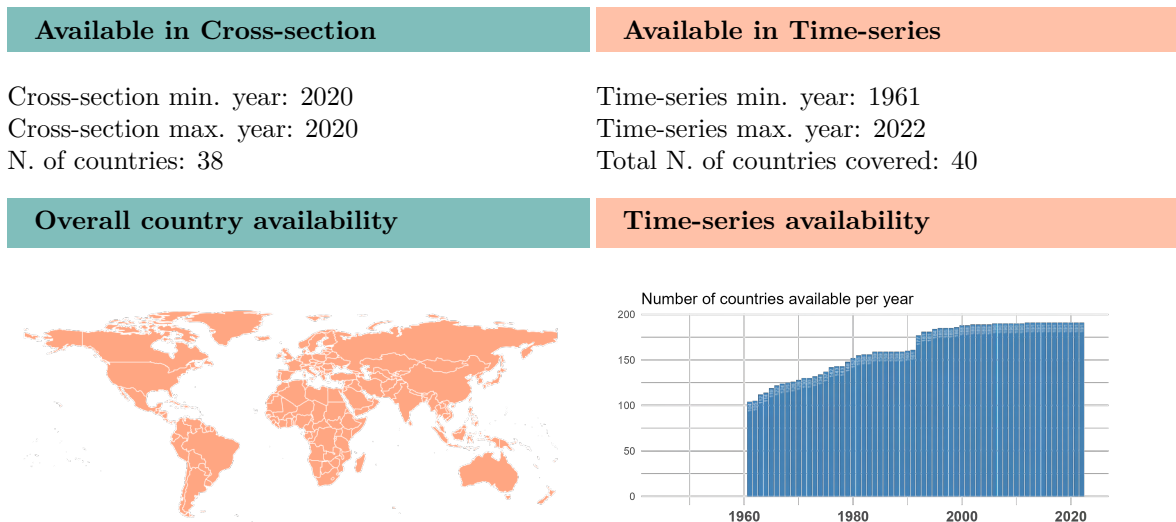 Available in Cross-section
Cross-section min. year: 2020
Cross-section max. year: 2020
N. of countries: 38
Available in Time-series
Time-series min. year: 1961
Time-series max. year: 2022
Total N. of countries covered: 40
Overall country availability
Time-series availability
Number of countries available per year
200
150
100
50
0
1960 1980 2000 2020